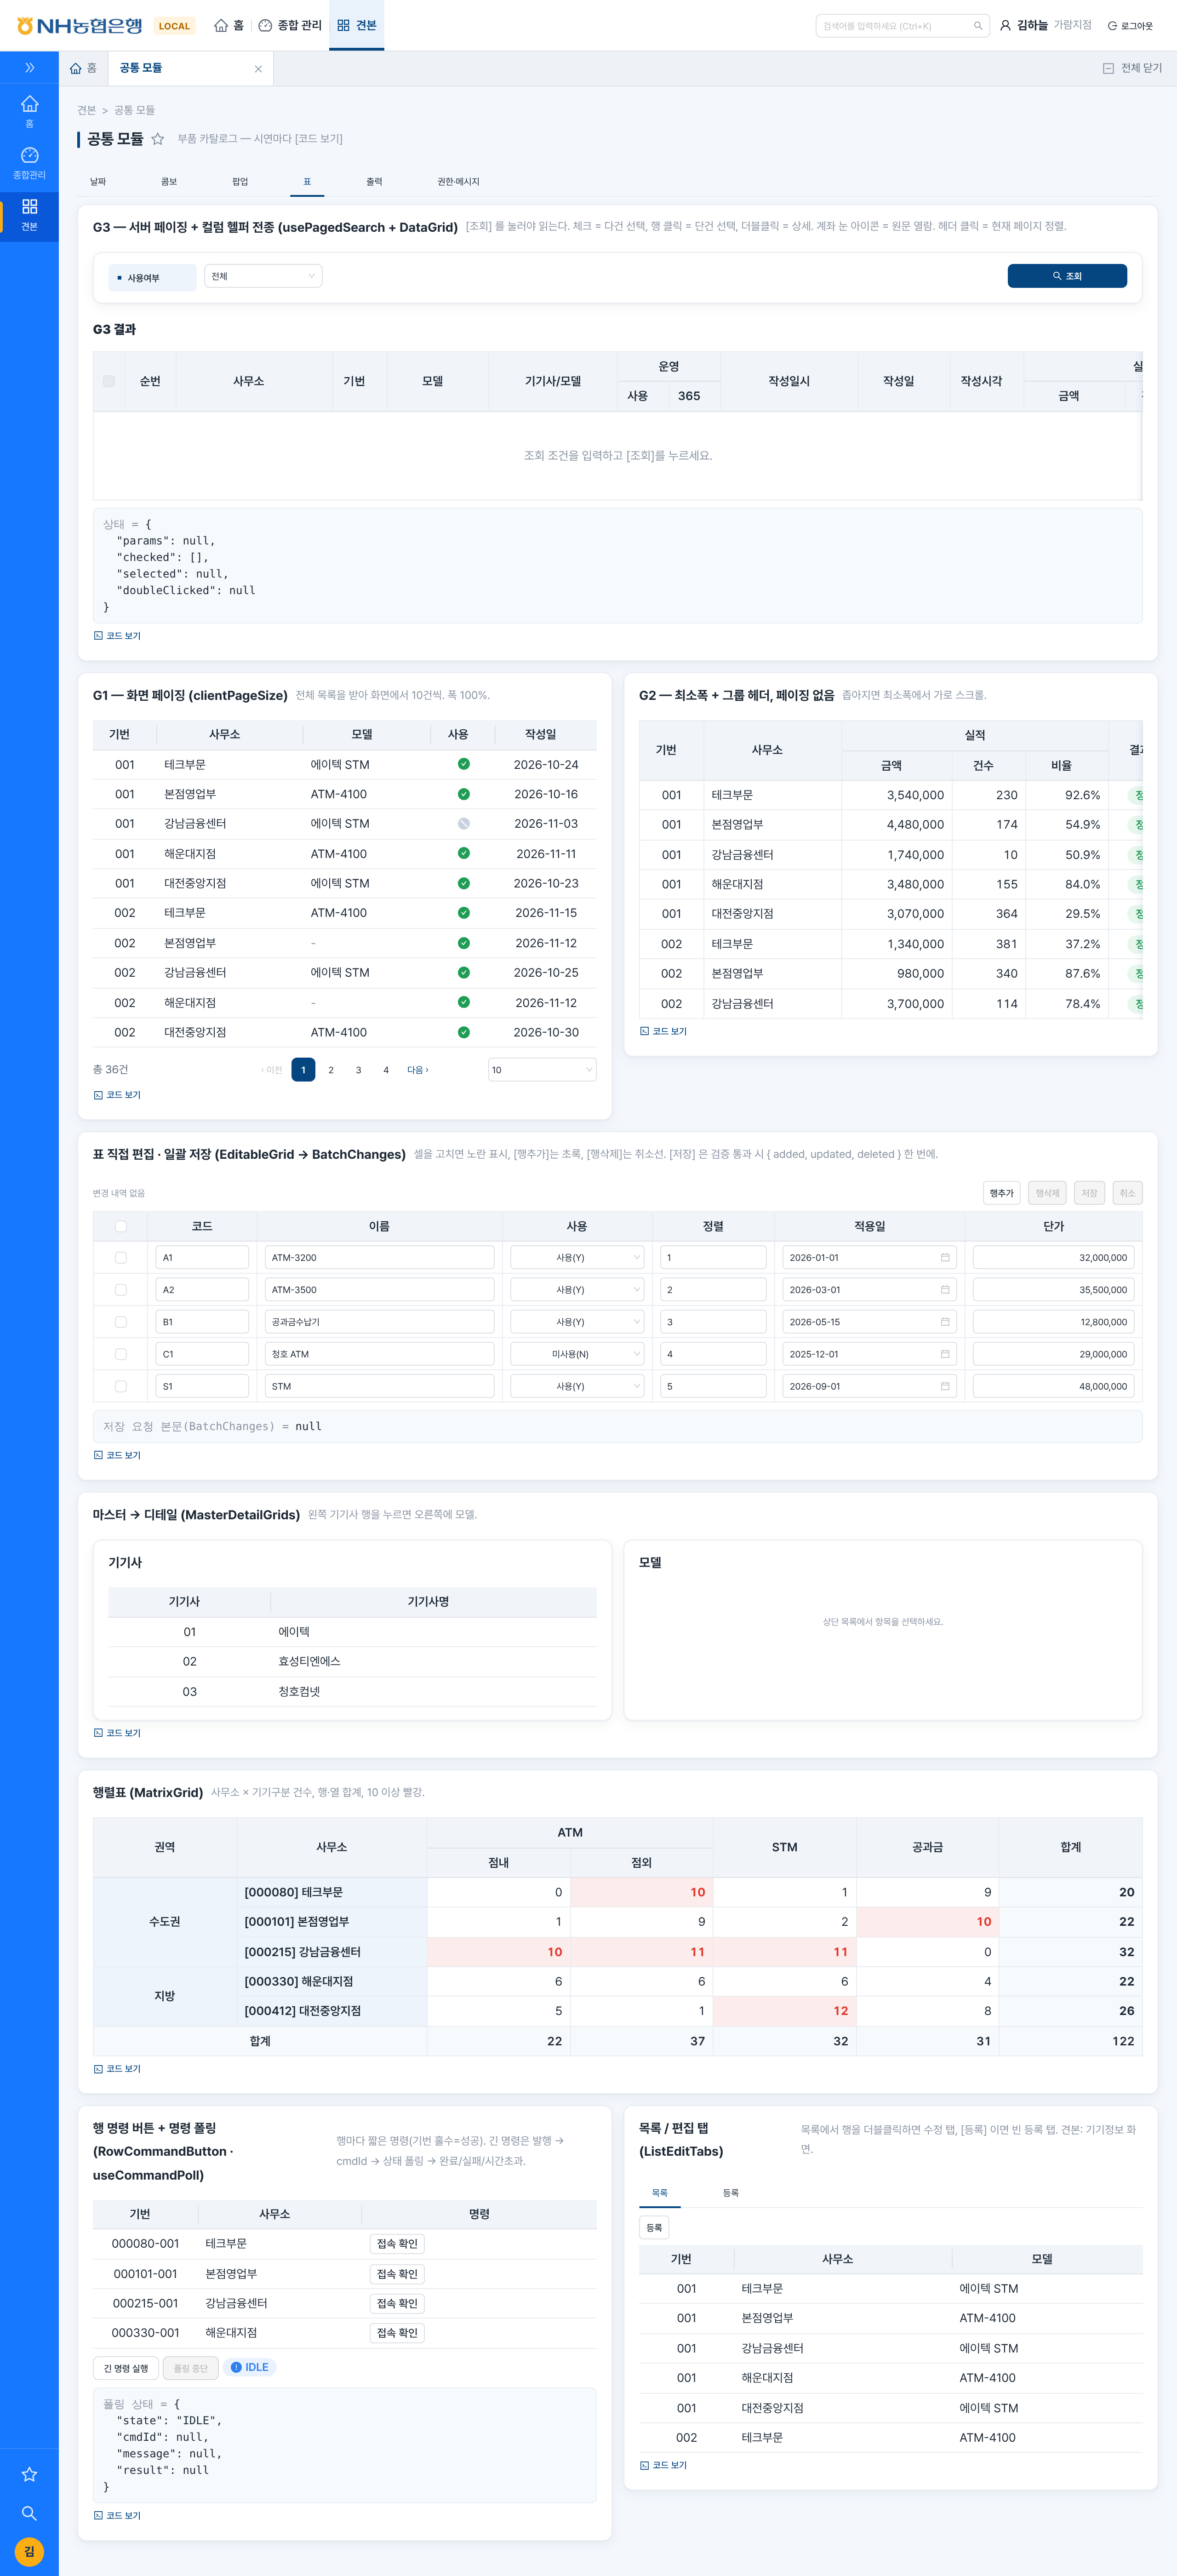 NH농협은행 LOCAL 홈 종합 관리 견본 검색어를 입력하세요 (Ctrl+K) 김하늘 가람지점 로그아웃
홈 공통 모듈 전체 닫기
홈
종합관리
견본
김
견본 > 공통 모듈
공통 모듈 부품 카탈로그 — 시연마다 [코드 보기]
날짜 콤보 팝업 표 출력 권한·메시지
G3 — 서버 페이징 + 컬럼 헬퍼 전종 (usePagedSearch + DataGrid) [조회] 를 눌러야 읽는다. 체크 = 다건 선택, 행 클릭 = 단건 선택, 더블클릭 = 상세. 계좌 눈 아이콘 = 원문 열람. 헤더 클릭 = 현재 페이지 정렬.
사용여부 전체 조회
G3 결과
순번 사무소 기번 모델 기기사/모델 운영 작성일시 작성일 작성시각 실
사용 365 금액
조회 조건을 입력하고 [조회]를 누르세요.
상태 = {
"params": null,
"checked": [],
"selected": null,
"doubleClicked": null
}
코드 보기
G1 — 화면 페이징 (clientPageSize) 전체 목록을 받아 화면에서 10건씩. 폭 100%.
기번 사무소 모델 사용 작성일
001 테크부문 에이텍 STM 2026-10-24
001 본점영업부 ATM-4100 2026-10-16
001 강남금융센터 에이텍 STM 2026-11-03
001 해운대지점 ATM-4100 2026-11-11
001 대전중앙지점 에이텍 STM 2026-10-23
002 테크부문 ATM-4100 2026-11-15
002 본점영업부 - 2026-11-12
002 강남금융센터 에이텍 STM 2026-10-25
002 해운대지점 - 2026-11-12
002 대전중앙지점 ATM-4100 2026-10-30
총 36건 ‹ 이전 1 2 3 4 다음 › 10
코드 보기
G2 — 최소폭 + 그룹 헤더, 페이징 없음 좁아지면 최소폭에서 가로 스크롤.
기번 사무소 실적 결과
금액 건수 비율
001 테크부문 3,540,000 230 92.6% 정
001 본점영업부 4,480,000 174 54.9% 정
001 강남금융센터 1,740,000 10 50.9% 정
001 해운대지점 3,480,000 155 84.0% 정
001 대전중앙지점 3,070,000 364 29.5% 정
002 테크부문 1,340,000 381 37.2% 정
002 본점영업부 980,000 340 87.6% 정
002 강남금융센터 3,700,000 114 78.4% 정
코드 보기
표 직접 편집 · 일괄 저장 (EditableGrid → BatchChanges) 셀을 고치면 노란 표시, [행추가]는 초록, [행삭제]는 취소선. [저장] 은 검증 통과 시 { added, updated, deleted } 한 번에.
변경 내역 없음 행추가 행삭제 저장 취소
코드 이름 사용 정렬 적용일 단가
A1 ATM-3200 사용(Y) 1 2026-01-01 32,000,000
A2 ATM-3500 사용(Y) 2 2026-03-01 35,500,000
B1 공과금수납기 사용(Y) 3 2026-05-15 12,800,000
C1 청호 ATM 미사용(N) 4 2025-12-01 29,000,000
S1 STM 사용(Y) 5 2026-09-01 48,000,000
저장 요청 본문(BatchChanges) = null
코드 보기
마스터 → 디테일 (MasterDetailGrids) 왼쪽 기기사 행을 누르면 오른쪽에 모델.
기기사
기기사 기기사명
01 에이텍
02 효성티엔에스
03 청호컴넷
모델
상단 목록에서 항목을 선택하세요.
코드 보기
행렬표 (MatrixGrid) 사무소 × 기기구분 건수, 행·열 합계, 10 이상 빨강.
권역 사무소 ATM STM 공과금 합계
점내 점외
수도권 [000080] 테크부문 0 10 1 9 20
[000101] 본점영업부 1 9 2 10 22
[000215] 강남금융센터 10 11 11 0 32
지방 [000330] 해운대지점 6 6 6 4 22
[000412] 대전중앙지점 5 1 12 8 26
합계 22 37 32 31 122
코드 보기
행 명령 버튼 + 명령 폴링
(RowCommandButton ·
useCommandPoll)
행마다 짧은 명령(기번 홀수=성공). 긴 명령은 발행 →
cmdId → 상태 폴링 → 완료/실패/시간초과.
기번 사무소 명령
000080-001 테크부문 접속 확인
000101-001 본점영업부 접속 확인
000215-001 강남금융센터 접속 확인
000330-001 해운대지점 접속 확인
긴 명령 실행 폴링 중단 IDLE
폴링 상태 = {
"state": "IDLE",
"cmdId": null,
"message": null,
"result": null
}
코드 보기
목록 / 편집 탭
(ListEditTabs)
목록에서 행을 더블클릭하면 수정 탭, [등록] 이면 빈 등록 탭. 견본: 기기정보 화
면.
목록 등록
등록
기번 사무소 모델
001 테크부문 에이텍 STM
001 본점영업부 ATM-4100
001 강남금융센터 에이텍 STM
001 해운대지점 ATM-4100
001 대전중앙지점 에이텍 STM
002 테크부문 ATM-4100
코드 보기